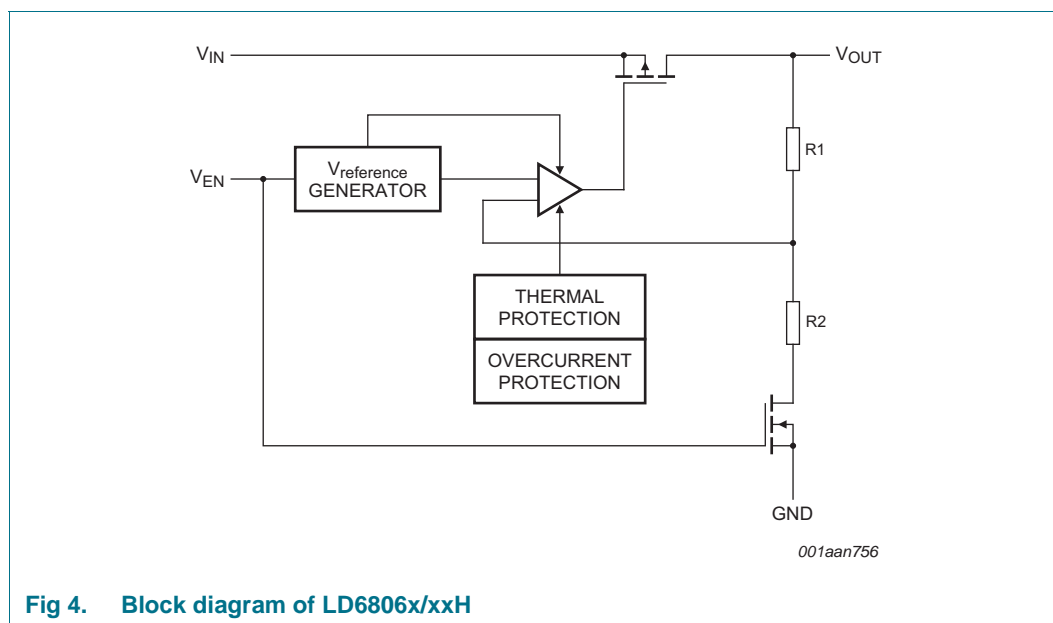 VIN
VOUT
R1
VEN
Vreference
GENERATOR
THERMAL
PROTECTION
R2
OVERCURRENT
PROTECTION
GND
001aan756
Fig 4. Block diagram of LD6806x/xxH